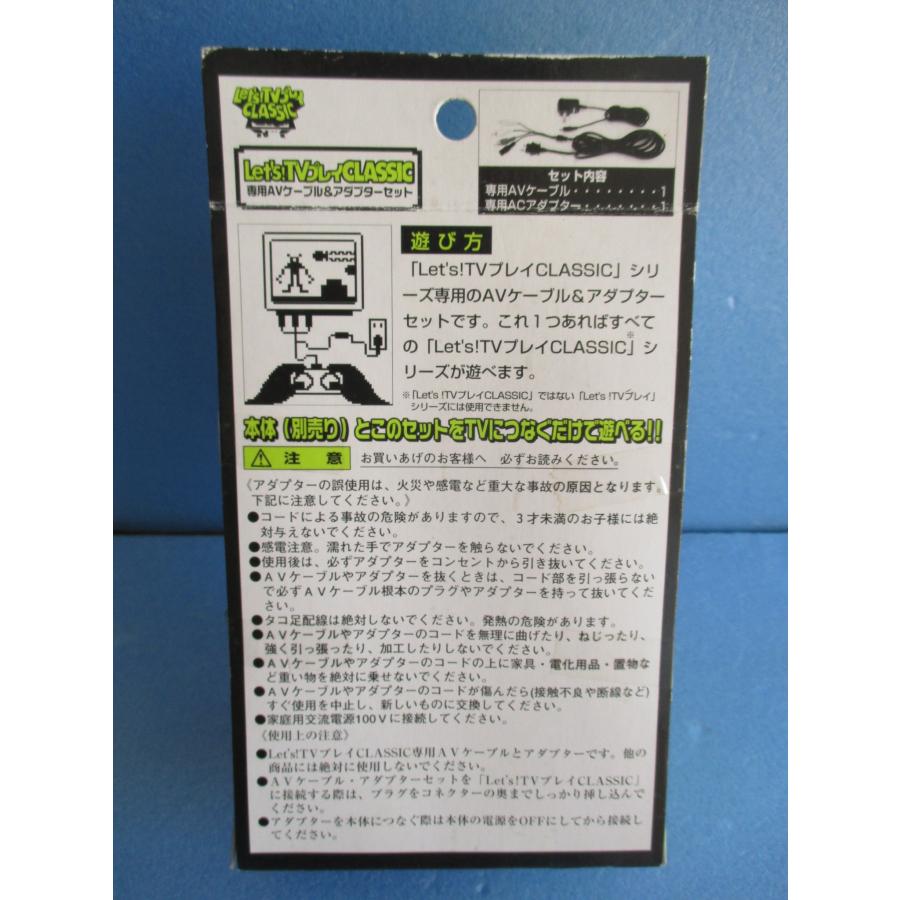 Let's!TVプレイ
CLASSIC
Let's!TVプレイCLASSIC
専用AVケーブル&アダプターセット
セット内容
専用AVケーブル・・・・・・・・1
専用ACアダプター・・・・・・・1
遊び方
「Let's!TVプレイCLASSIC」シリ
ーズ専用のAVケーブル&アダプター
セットです。これ1つあればすべて
の「Let's!TVプレイCLASSIC」※シ
リーズが遊べます。
※「Let's !TVプレイCLASSIC」ではない「Let's !TVプレイ」
シリーズには使用できません。
本体(別売り)とこのセットをTVにつなぐだけで遊べる!!
注 意 お買いあげのお客様へ 必ずお読みください。
《アダプターの誤使用は、火災や感電など重大な事故の原因となります。
下記に注意してください。》
●コードによる事故の危険がありますので、3才未満のお子様には絶
対与えないでください。
●感電注意。濡れた手でアダプターを触らないでください。
●使用後は、必ずアダプターをコンセントから引き抜いてください。
●AVケーブルやアダプターを抜くときは、コード部を引っ張らない
で必ずAVケーブル根本のプラグやアダプターを持って抜いてくだ
さい。
●タコ足配線は絶対しないでください。発熱の危険があります。
●AVケーブルやアダプターのコードを無理に曲げたり、ねじったり、
強く引っ張ったり、加工したりしないでください。
●AVケーブルやアダプターのコードの上に家具・電化用品・置物な
ど重い物を絶対に乗せないでください。
●AVケーブルやアダプターのコードが傷んだら(接触不良や断線など)
すぐ使用を中止し、新しいものに交換してください。
●家庭用交流電源100Vに接続してください。
〈使用上の注意〉
●Let's!TVプレイCLASSIC専用AVケーブルとアダプターです。他の
商品には絶対に使用しないでください。
●AVケーブル・アダプターセットを「Let's!TVプレイCLASSIC」
に接続する際は、プラグをコネクターの奥までしっかり挿し込んで
ください。
●アダプターを本体につなぐ際は本体の電源をOFFにしてから接続し
てください。